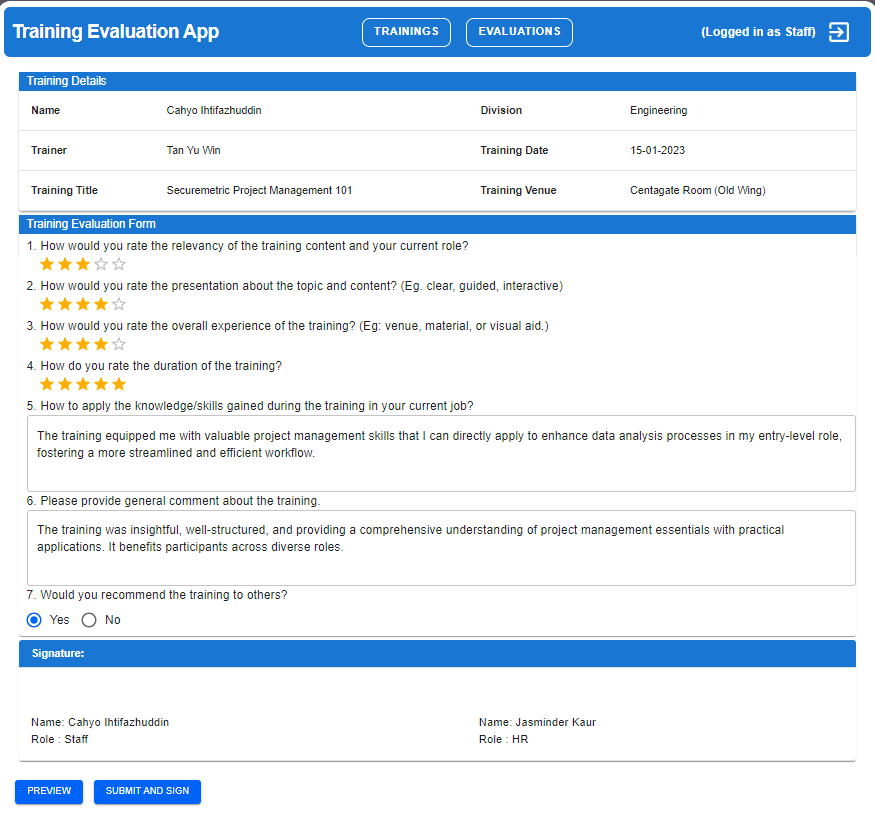 Training Evaluation App
TRAININGS
EVALUATIONS
(Logged in as Staff)
Training Details
Name Cahyo Ihtifazhuddin Division Engineering
Trainer Tan Yu Win Training Date 15-01-2023
Training Title Securemetric Project Management 101 Training Venue Centagate Room (Old Wing)
Training Evaluation Form
1. How would you rate the relevancy of the training content and your current role?
2. How would you rate the presentation about the topic and content? (Eg. clear, guided, interactive)
3. How would you rate the overall experience of the training? (Eg: venue, material, or visual aid.)
4. How do you rate the duration of the training?
5. How to apply the knowledge/skills gained during the training in your current job?
The training equipped me with valuable project management skills that I can directly apply to enhance data analysis processes in my entry-level role,
fostering a more streamlined and efficient workflow.
6. Please provide general comment about the training.
The training was insightful, well-structured, and providing a comprehensive understanding of project management essentials with practical
applications. It benefits participants across diverse roles.
7. Would you recommend the training to others?
Yes No
Signature:
Name: Cahyo Ihtifazhuddin Name: Jasminder Kaur
Role : Staff Role : HR
PREVIEW SUBMIT AND SIGN